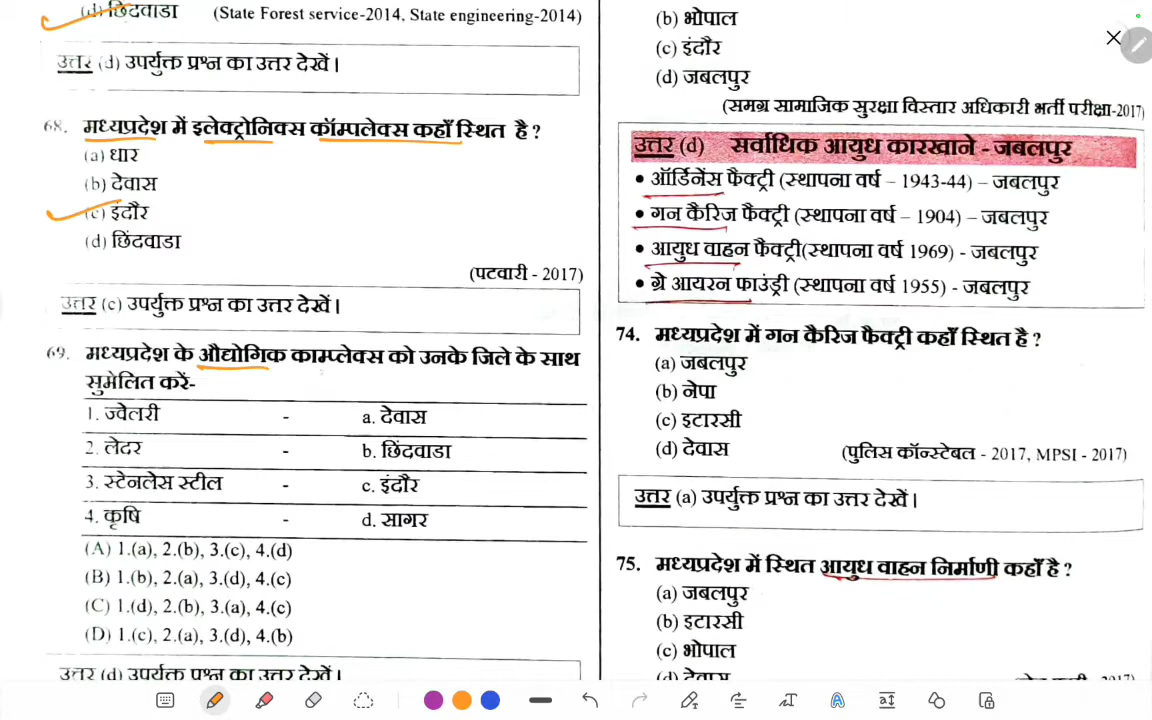 (d) छिंदवाडा (State Forest service-2014, State engineering-2014)
उत्तर (d) उपर्युक्त प्रश्न का उत्तर देखें।
68. मध्यप्रदेश में इलेक्ट्रोनिक्स कॉम्पलेक्स कहाँ स्थित है ?
(a) धार
(b) देवास
(c) इंदौर
(d) छिंदवाडा
(पटवारी - 2017)
उत्तर (c) उपर्युक्त प्रश्न का उत्तर देखें।
69. मध्यप्रदेश के औद्योगिक काम्प्लेक्स को उनके जिले के साथ
सुमेलित करें-
1. ज्वेलरी - a. देवास
2. लेदर - b. छिंदवाडा
3. स्टेनलेस स्टील - c. इंदौर
4. कृषि - d. सागर
(A) 1.(a), 2.(b), 3.(c), 4.(d)
(B) 1.(b), 2.(a), 3.(d), 4.(c)
(C) 1.(d), 2.(b), 3.(a), 4.(c)
(D) 1.(c), 2.(a), 3.(d), 4.(b)
उत्तर (d) उपर्युक्त प्रश्न का उत्तर देखें।
(b) भोपाल
(c) इंदौर
(d) जबलपुर
(समग्र सामाजिक सुरक्षा विस्तार अधिकारी भर्ती परीक्षा-2017)
उत्तर (d) सर्वाधिक आयुध कारखाने - जबलपुर
• ऑर्डिनेंस फैक्ट्री (स्थापना वर्ष – 1943-44) – जबलपुर
• गन कैरिज फैक्ट्री (स्थापना वर्ष – 1904) – जबलपुर
• आयुध वाहन फैक्ट्री(स्थापना वर्ष 1969) - जबलपुर
• ग्रे आयरन फाउंड्री (स्थापना वर्ष 1955) - जबलपुर
74. मध्यप्रदेश में गन कैरिज फैक्ट्री कहाँ स्थित है ?
(a) जबलपुर
(b) नेपा
(c) इटारसी
(d) देवास (पुलिस कॉन्स्टेबल - 2017, MPSI - 2017)
उत्तर (a) उपर्युक्त प्रश्न का उत्तर देखें।
75. मध्यप्रदेश में स्थित आयुध वाहन निर्माणी कहाँ है ?
(a) जबलपुर
(b) इटारसी
(c) भोपाल
(d) देवास